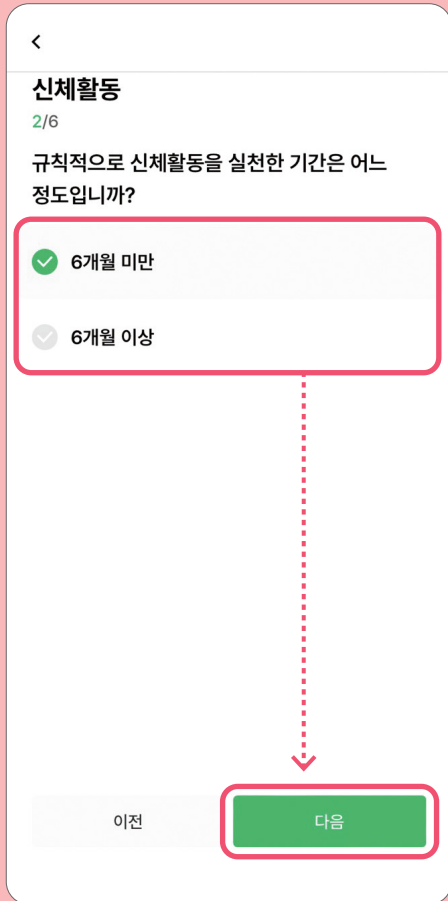 신체활동
2/6
규칙적으로 신체활동을 실천한 기간은 어느
정도입니까?
6개월 미만
6개월 이상
이전
다음